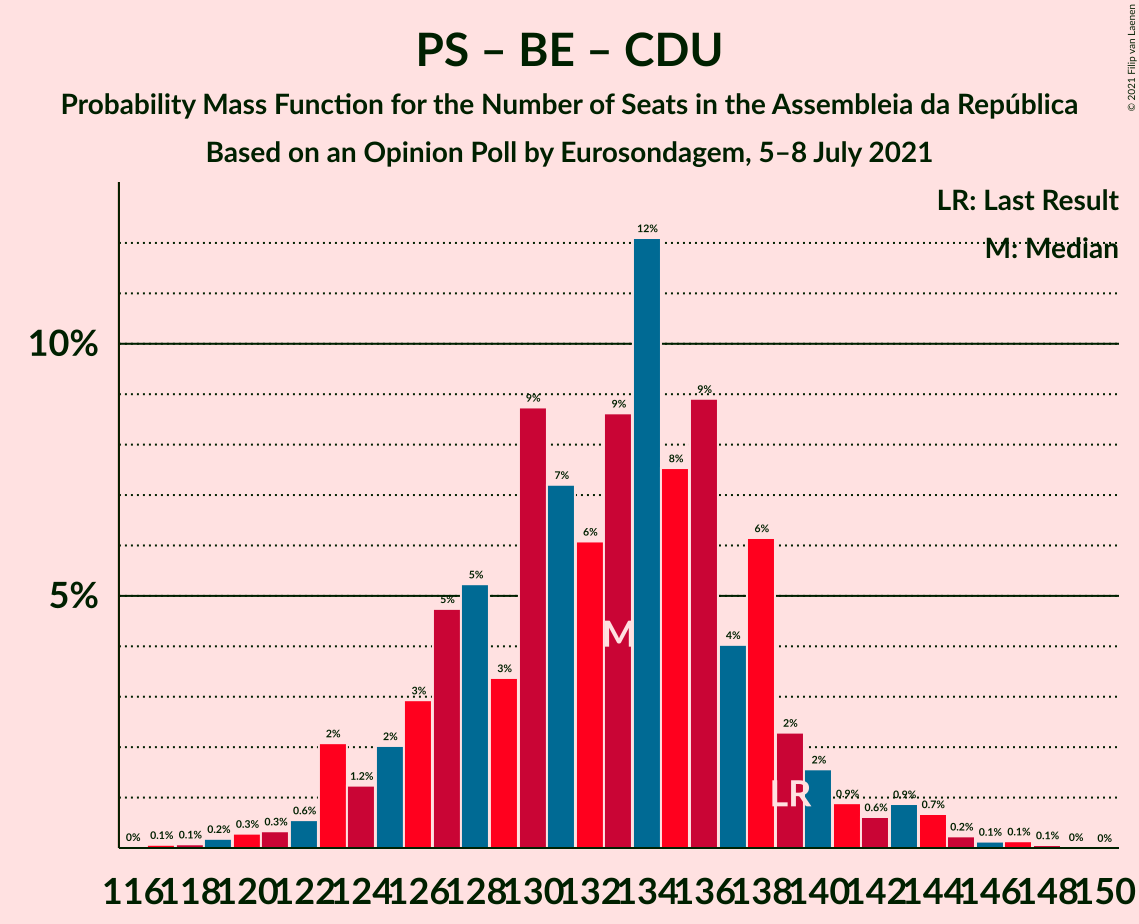 PS – BE – CDU
Probability Mass Function for the Number of Seats in the Assembleia da República
Based on an Opinion Poll by Eurosondagem, 5–8 July 2021
© 2021 Filip van Laenen
LR: Last Result
M: Median
10%
5%
0% 0.1% 0.1% 0.2% 0.3% 0.3% 0.6% 2% 1.2% 2% 3% 5% 5% 3% 9% 7% 6% 9% 12% 8% 9% 4% 6% 2% 2% 0.9% 0.6% 0.9% 0.7% 0.2% 0.1% 0.1% 0.1% 0% 0%
M
LR
116 118 120 122 124 126 128 130 132 134 136 138 140 142 144 146 148 150